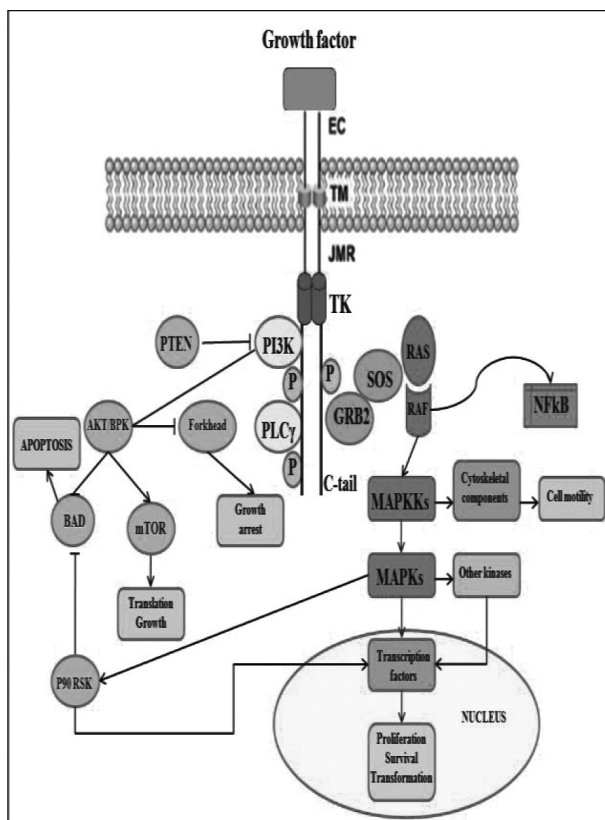 Growth factor
EC
TM
JMR
TK
PTEN
PI3K
RAS
P
P
SOS
GRB2
RAF
NFkB
AKT/BPK
Forkhead
PLCγ
APOPTOSIS
P
C-tail
MAPKKs
Cytoskeletal
components
Cell motility
BAD
mTOR
Growth
arrest
MAPKs
Other kinases
Translation
Growth
P90 RSK
Transcription
factors
NUCLEUS
Proliferation
Survival
Transformation